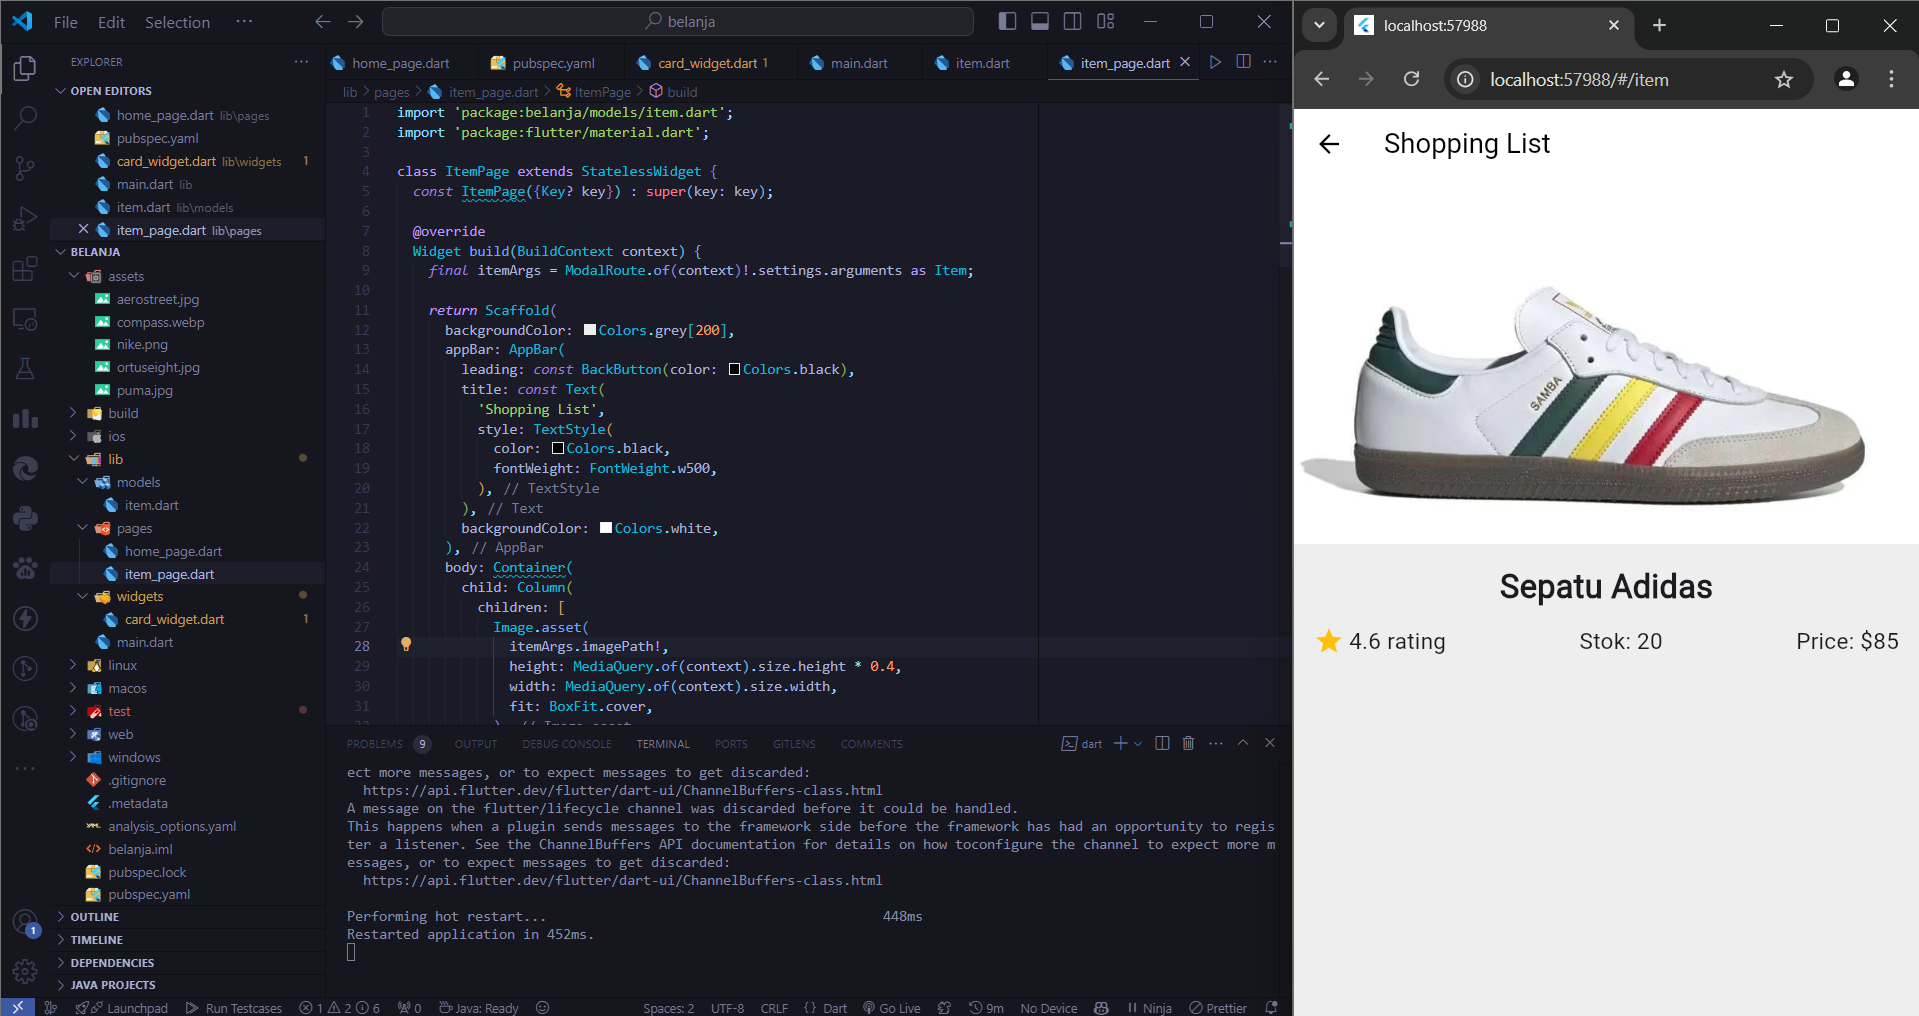 File Edit Selection ··· belanja
EXPLORER ···
OPEN EDITORS
home_page.dart lib\pages
pubspec.yaml
card_widget.dart lib\widgets 1
main.dart lib
item.dart lib\models
item_page.dart lib\pages
BELANJA
assets
aerostreet.jpg
compass.webp
nike.png
ortuseight.jpg
puma.jpg
build
ios
lib
models
item.dart
pages
home_page.dart
item_page.dart
widgets
card_widget.dart 1
main.dart
linux
macos
test
web
windows
.gitignore
.metadata
analysis_options.yaml
belanja.iml
pubspec.lock
pubspec.yaml
OUTLINE
TIMELINE
DEPENDENCIES
JAVA PROJECTS
1
home_page.dart pubspec.yaml card_widget.dart 1 main.dart item.dart item_page.dart ···
lib > pages > item_page.dart > ItemPage > build
1 import 'package:belanja/models/item.dart';
2 import 'package:flutter/material.dart';
3
4 class ItemPage extends StatelessWidget {
5 const ItemPage({Key? key}) : super(key: key);
6
7 @override
8 Widget build(BuildContext context) {
9 final itemArgs = ModalRoute.of(context)!.settings.arguments as Item;
10
11 return Scaffold(
12 backgroundColor: Colors.grey[200],
13 appBar: AppBar(
14 leading: const BackButton(color: Colors.black),
15 title: const Text(
16 'Shopping List',
17 style: TextStyle(
18 color: Colors.black,
19 fontWeight: FontWeight.w500,
20 ), // TextStyle
21 ), // Text
22 backgroundColor: Colors.white,
23 ), // AppBar
24 body: Container(
25 child: Column(
26 children: [
27 Image.asset(
28 itemArgs.imagePath!,
29 height: MediaQuery.of(context).size.height * 0.4,
30 width: MediaQuery.of(context).size.width,
31 fit: BoxFit.cover,
PROBLEMS 9 OUTPUT DEBUG CONSOLE TERMINAL PORTS GITLENS COMMENTS dart ···
ect more messages, or to expect messages to get discarded:
https://api.flutter.dev/flutter/dart-ui/ChannelBuffers-class.html
A message on the flutter/lifecycle channel was discarded before it could be handled.
This happens when a plugin sends messages to the framework side before the framework has had an opportunity to regis
ter a listener. See the ChannelBuffers API documentation for details on how toconfigure the channel to expect more m
essages, or to expect messages to get discarded:
https://api.flutter.dev/flutter/dart-ui/ChannelBuffers-class.html
Performing hot restart... 448ms
Restarted application in 452ms.
Launchpad Run Testcases 1 2 6 0 Java: Ready Spaces: 2 UTF-8 CRLF {} Dart Go Live 9m No Device Ninja Prettier
localhost:57988
localhost:57988/#/item
Shopping List
SAMBA
Sepatu Adidas
4.6 rating Stok: 20 Price: $85